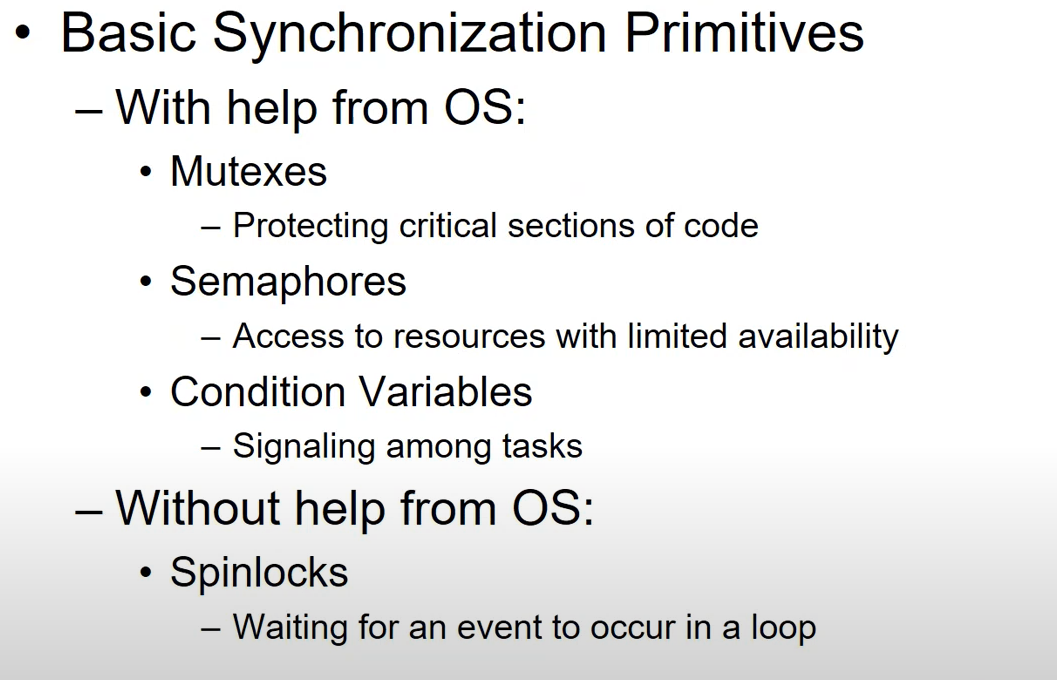 • Basic Synchronization Primitives
– With help from OS:
• Mutexes
– Protecting critical sections of code
• Semaphores
– Access to resources with limited availability
• Condition Variables
– Signaling among tasks
– Without help from OS:
• Spinlocks
– Waiting for an event to occur in a loop